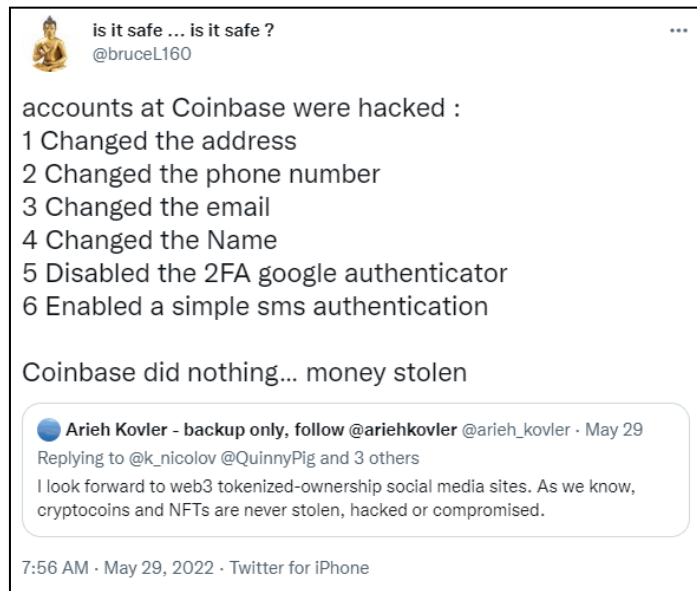 is it safe ... is it safe ?
@bruceL160
accounts at Coinbase were hacked :
1 Changed the address
2 Changed the phone number
3 Changed the email
4 Changed the Name
5 Disabled the 2FA google authenticator
6 Enabled a simple sms authentication
Coinbase did nothing... money stolen
Arieh Kovler - backup only, follow @ariehkovler @arieh_kovler · May 29
Replying to @k_nicolov @QuinnyPig and 3 others
I look forward to web3 tokenized-ownership social media sites. As we know,
cryptocoins and NFTs are never stolen, hacked or compromised.
7:56 AM · May 29, 2022 · Twitter for iPhone